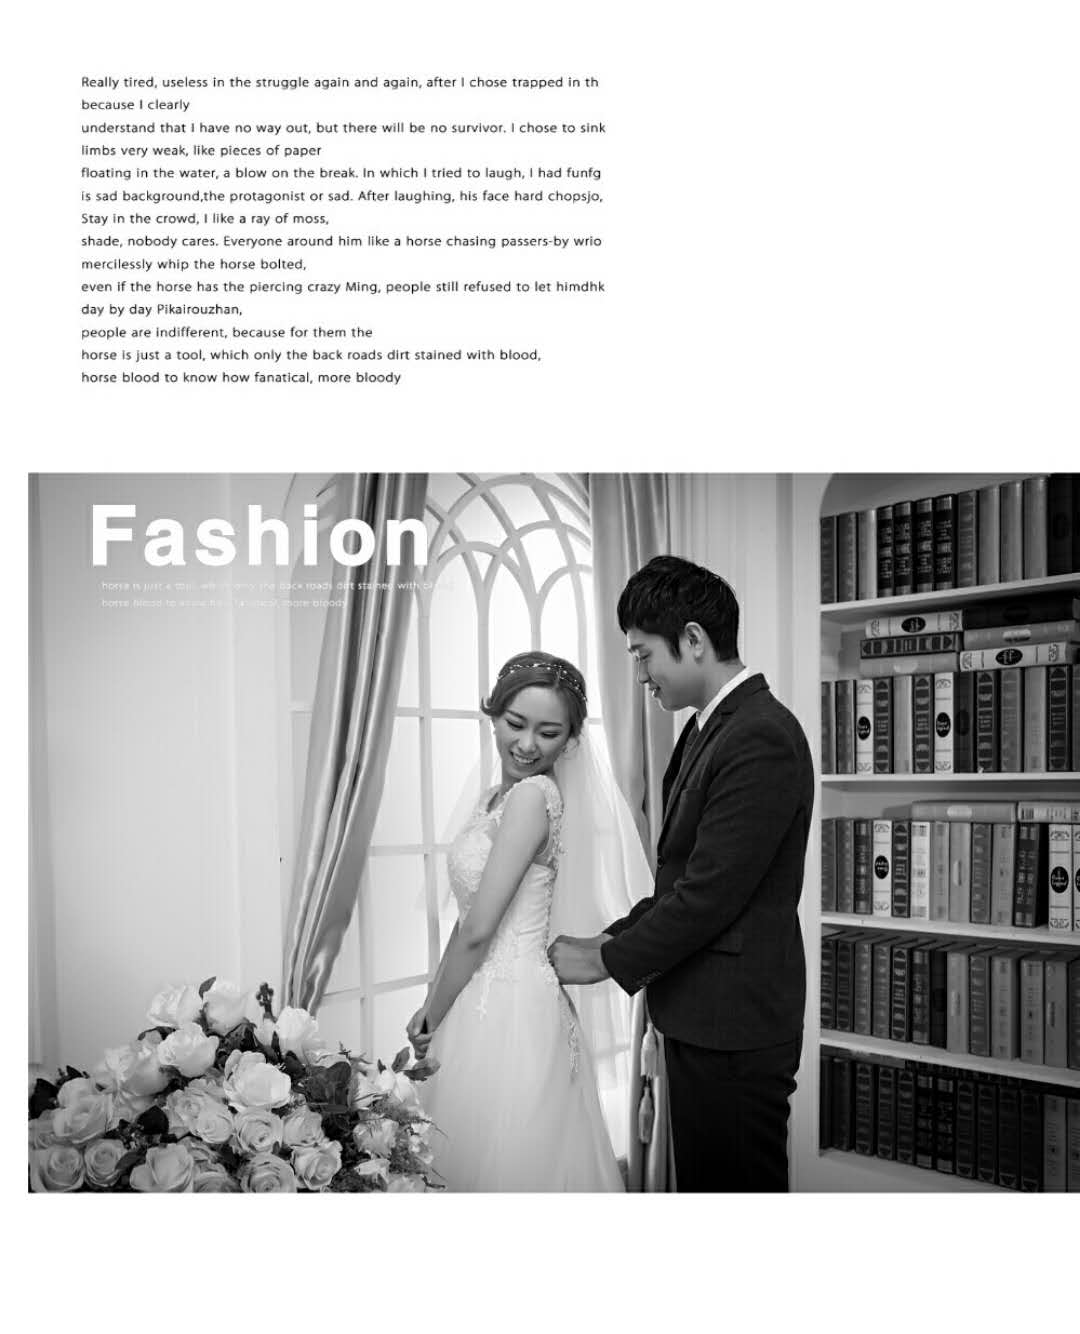 Really tired, useless in the struggle again and again, after I chose trapped in th
because I clearly
understand that I have no way out, but there will be no survivor. I chose to sink
limbs very weak, like pieces of paper
floating in the water, a blow on the break. In which I tried to laugh, I had funfg
is sad background,the protagonist or sad. After laughing, his face hard chopsjo,
Stay in the crowd, I like a ray of moss,
shade, nobody cares. Everyone around him like a horse chasing passers-by wrio
mercilessly whip the horse bolted,
even if the horse has the piercing crazy Ming, people still refused to let himdhk
day by day Pikairouzhan,
people are indifferent, because for them the
horse is just a tool, which only the back roads dirt stained with blood,
horse blood to know how fanatical, more bloody
Fashion
horse is just a tool, which only the back roads dirt stained with
horse blood to know how fanatical, more bloody